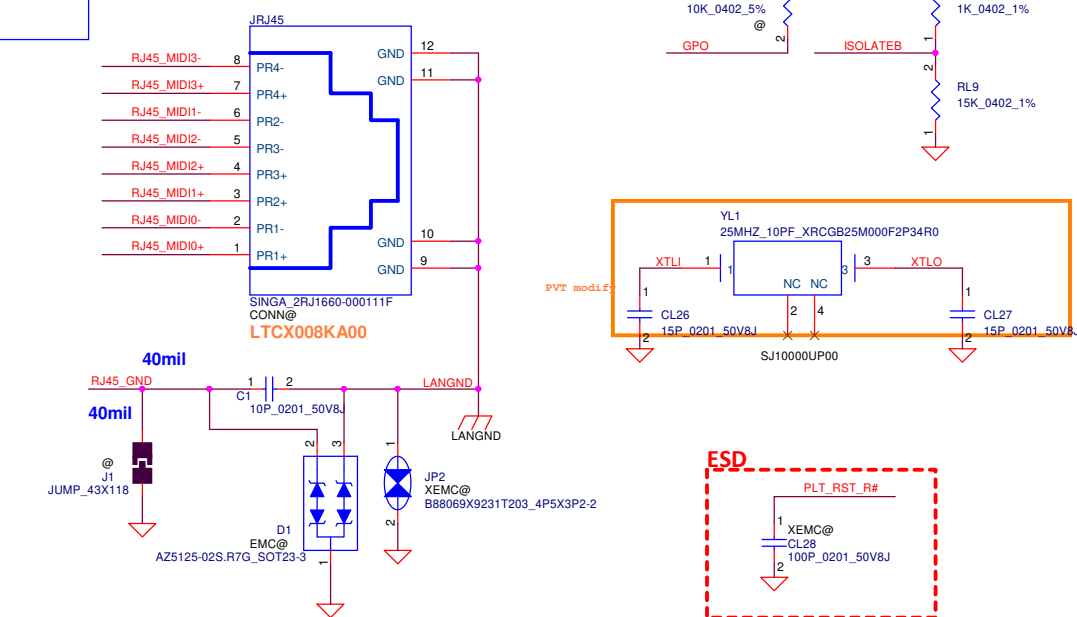 JRJ45
RJ45_MIDI3- 8 PR4- GND 12
RJ45_MIDI3+ 7 PR4+ GND 11
RJ45_MIDI1- 6 PR2-
RJ45_MIDI2- 5 PR3-
RJ45_MIDI2+ 4 PR3+
RJ45_MIDI1+ 3 PR2+
RJ45_MIDI0- 2 PR1- GND 10
RJ45_MIDI0+ 1 PR1+ GND 9
SINGA_2RJ1660-000111F
CONN@
LTCX008KA00
10K_0402_5%
@
2
GPO
1K_0402_1%
1
ISOLATEB
2
RL9
15K_0402_1%
1
PVT modify
YL1
25MHZ_10PF_XRCGB25M000F2P34R0
XTLI 1 1 3 3 XTLO
NC NC
2 4
1
CL26
15P_0201_50V8J
2
1
CL27
15P_0201_50V8J
2
SJ10000UP00
40mil
RJ45_GND 1 2 LANGND
C1
10P_0201_50V8J
40mil
LANGND
@
J1
JUMP_43X118
2 3
D1
EMC@
AZ5125-02S.R7G_SOT23-3
1
1
JP2
XEMC@
B88069X9231T203_4P5X3P2-2
2
ESD
PLT_RST_R#
1
XEMC@
CL28
100P_0201_50V8J
2